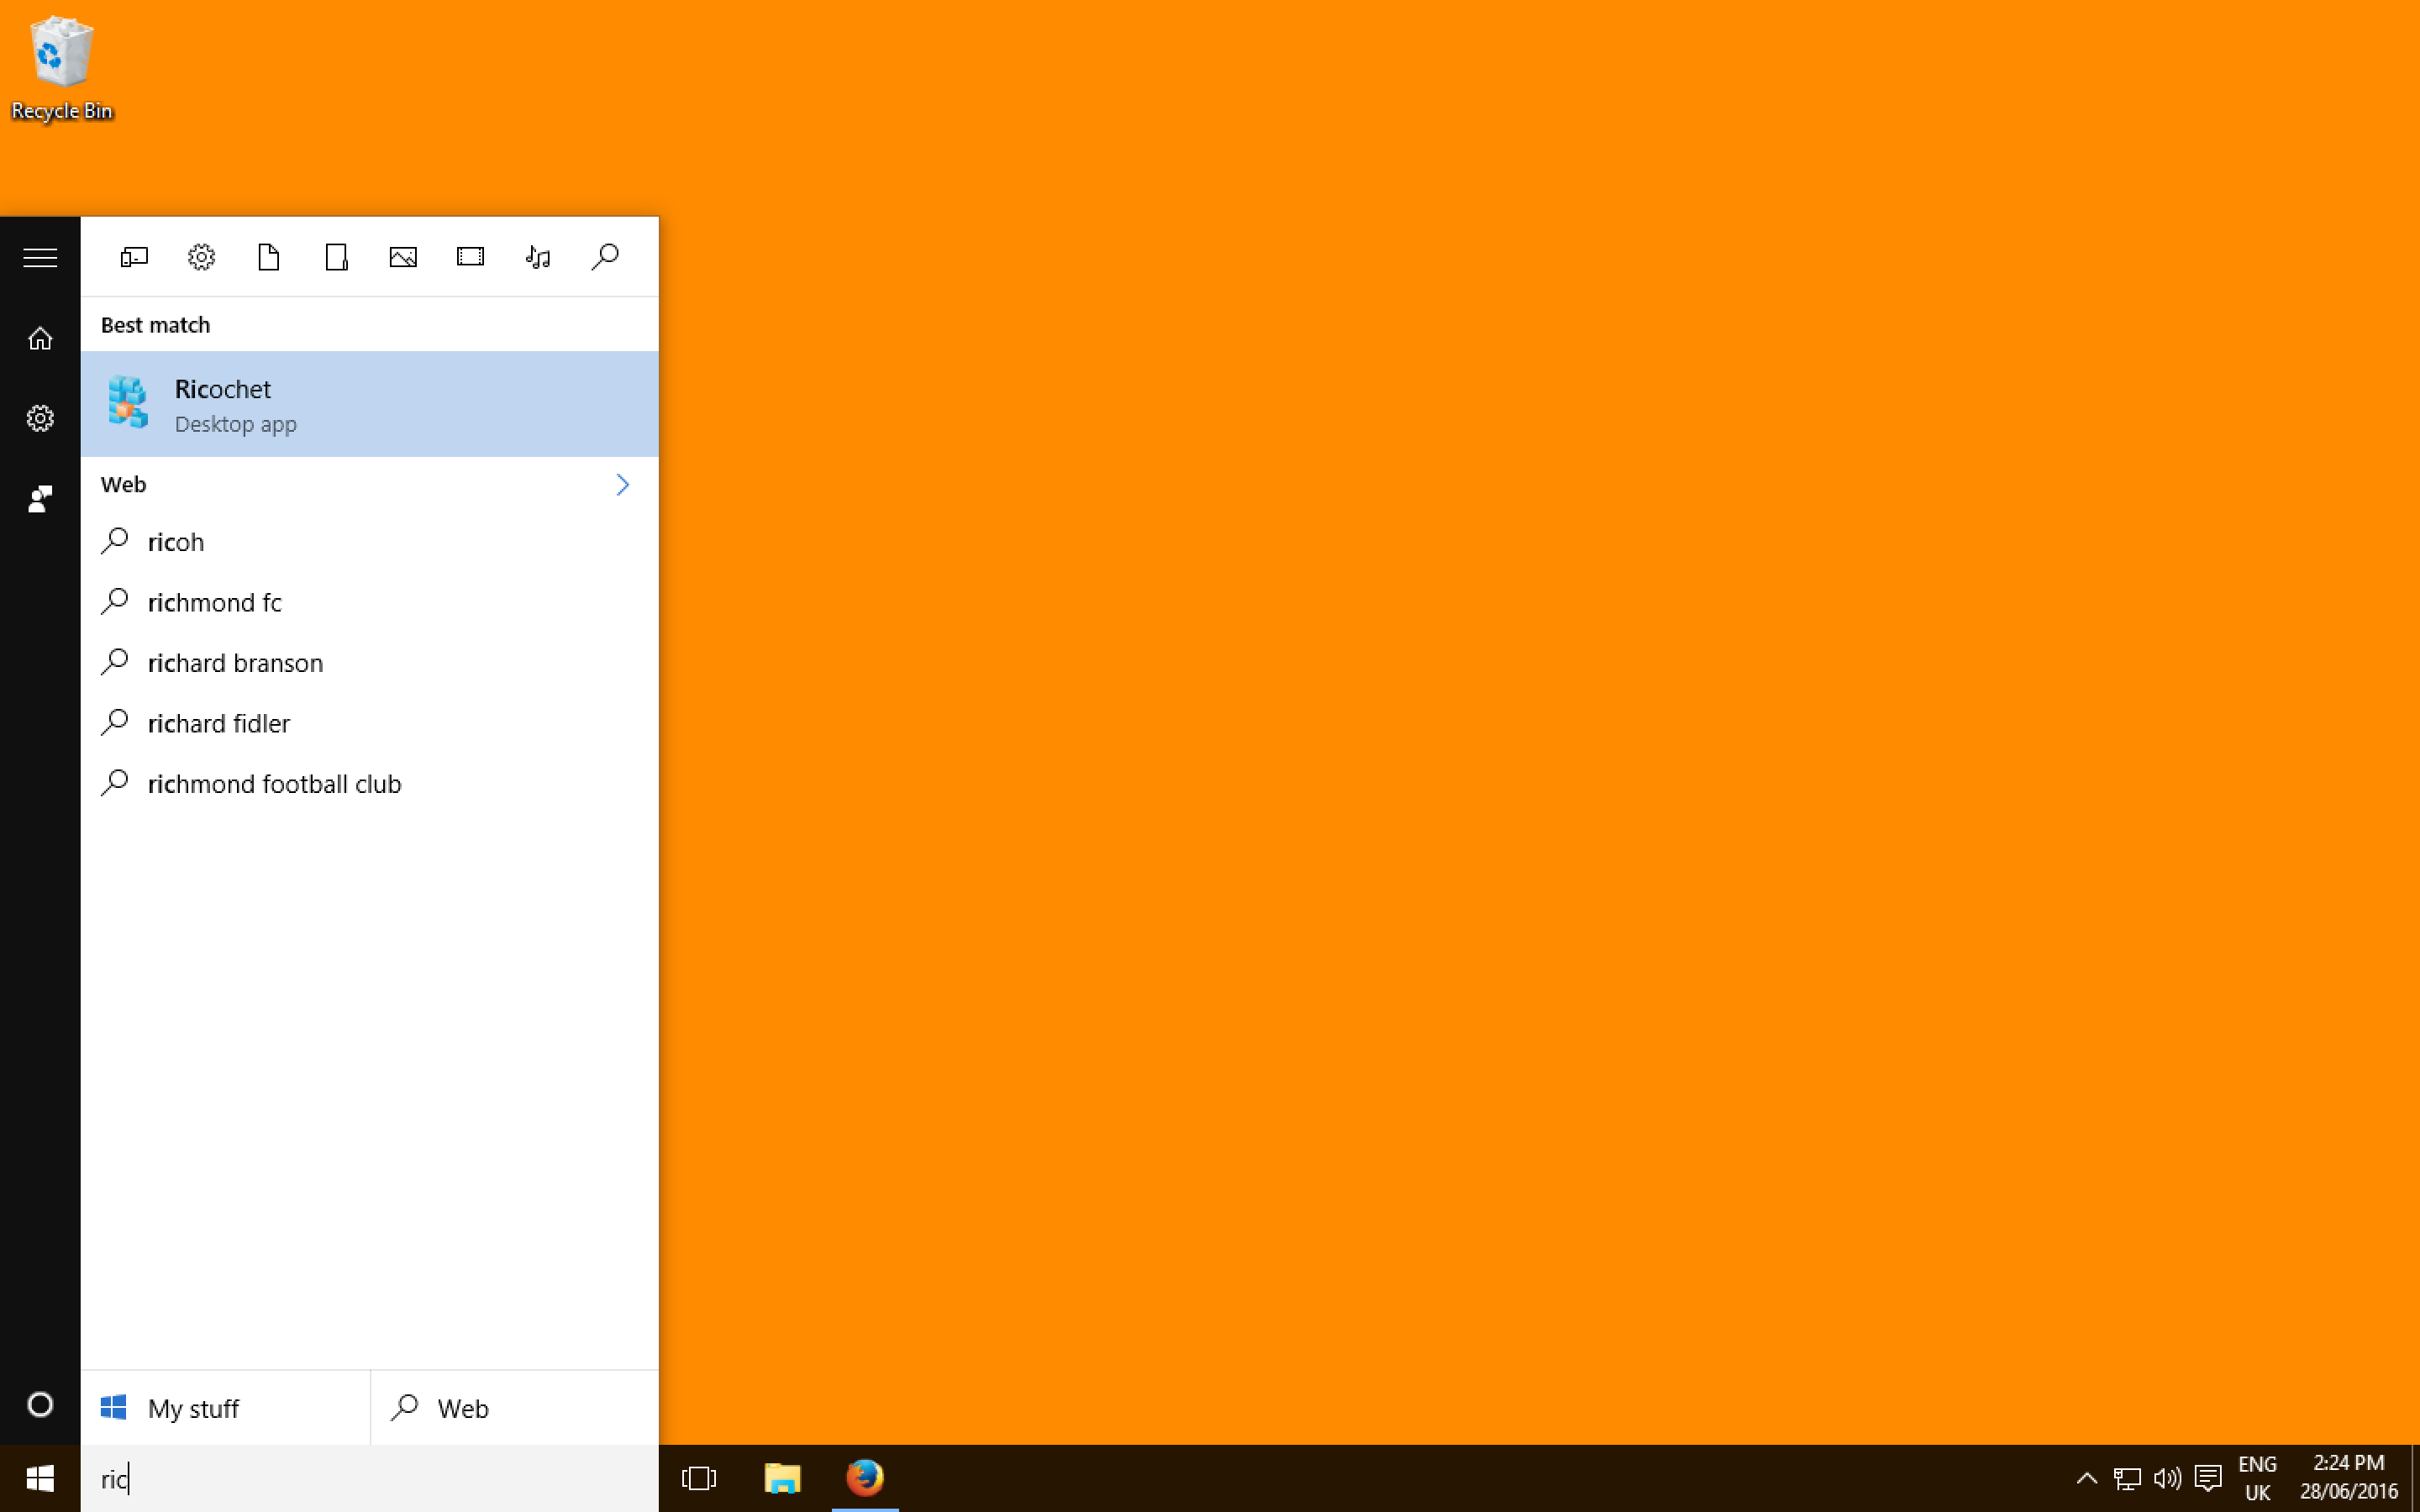 Recycle Bin
Best match
Ricochet
Desktop app
Web
ricoh
richmond fc
richard branson
richard fidler
richmond football club
My stuff
Web
ric
ENG
UK
2:24 PM
28/06/2016